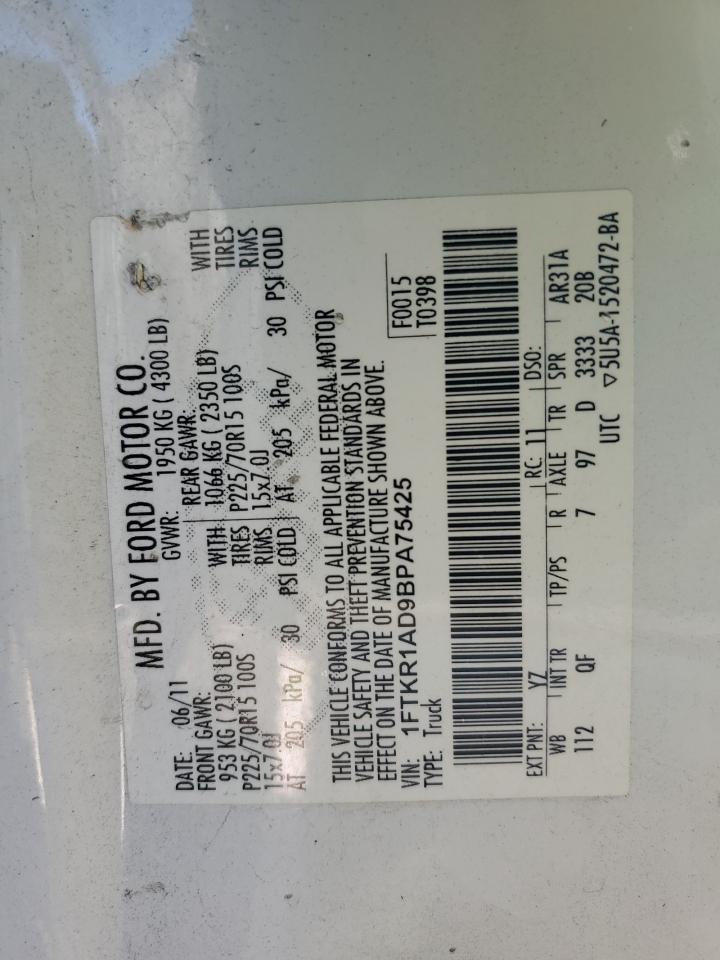 MFD. BY FORD MOTOR CO.
DATE: 06/11 GVWR: 1950 KG ( 4300 LB)
FRONT GAWR: REAR GAWR:
953 KG ( 2100 LB) WITH 1066 KG ( 2350 LB) WITH
P225/70R15 100S TIRES P225/70R15 100S TIRES
15x7.0J RIMS 15x7.0J RIMS
AT 205 kPa/ 30 PSI COLD AT 205 kPa/ 30 PSI COLD
THIS VEHICLE CONFORMS TO ALL APPLICABLE FEDERAL MOTOR
VEHICLE SAFETY AND THEFT PREVENTION STANDARDS IN
EFFECT ON THE DATE OF MANUFACTURE SHOWN ABOVE.
VIN: 1FTKR1AD9BPA75425 F0015
TYPE: Truck T0398
EXT PNT: YZ RC: 11 DSO:
WB INT TR TP/PS R AXLE TR SPR AR31A
112 QF 7 97 D 3333 20B
UTC ▽5U5A-1520472-BA